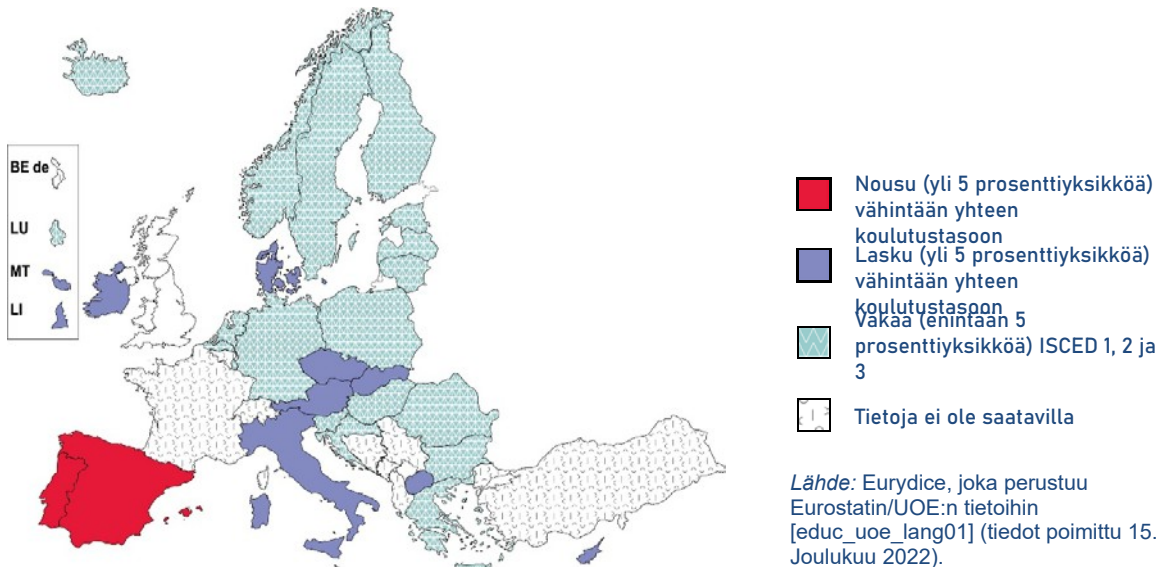 BE de
LU
MT
LI
Nousu (yli 5 prosenttiyksikköä)
vähintään yhteen
koulutustasoon
Lasku (yli 5 prosenttiyksikköä)
vähintään yhteen
koulutustasoon
Vakaa (enintään 5
prosenttiyksikköä) ISCED 1, 2 ja
3
Tietoja ei ole saatavilla
Lähde: Eurydice, joka perustuu
Eurostatin/UOE:n tietoihin
[educ_uoe_lang01] (tiedot poimittu 15.
Joulukuu 2022).